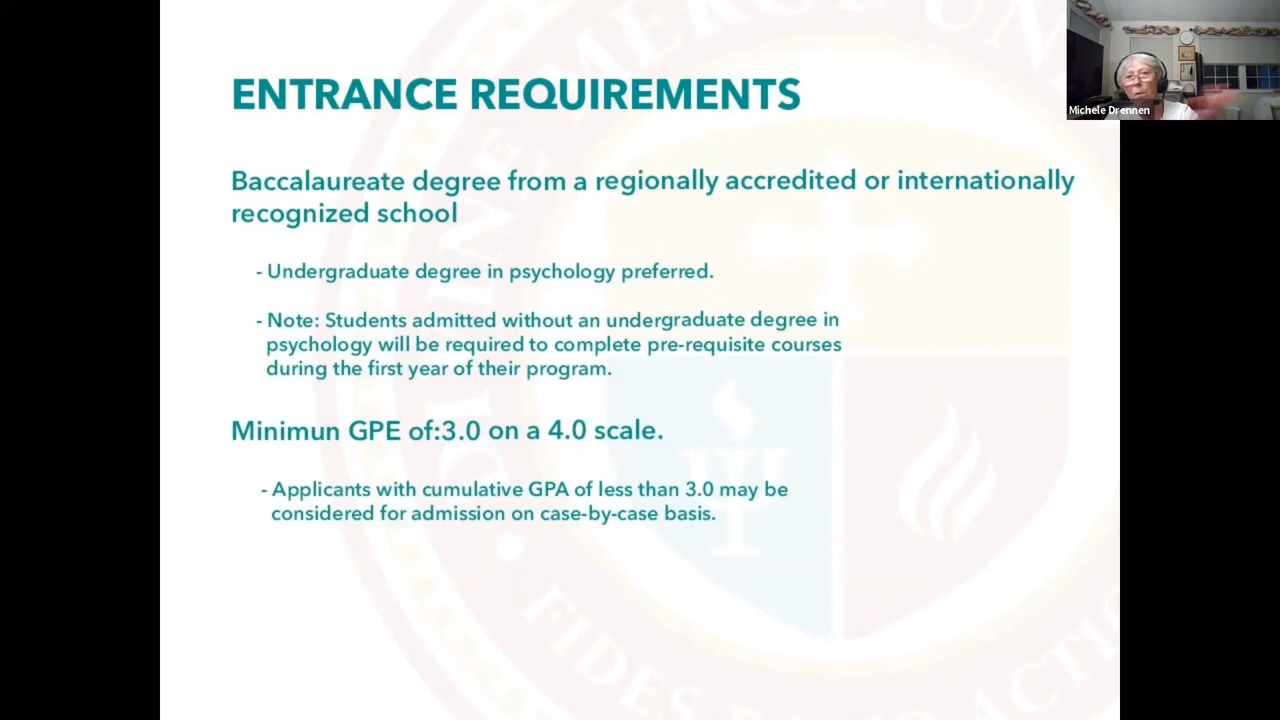 ENTRANCE REQUIREMENTS
Michele Drennen
Baccalaureate degree from a regionally accredited or internationally
recognized school
- Undergraduate degree in psychology preferred.
- Note: Students admitted without an undergraduate degree in
psychology will be required to complete pre-requisite courses
during the first year of their program.
Minimun GPE of:3.0 on a 4.0 scale.
- Applicants with cumulative GPA of less than 3.0 may be
considered for admission on case-by-case basis.
FIDES